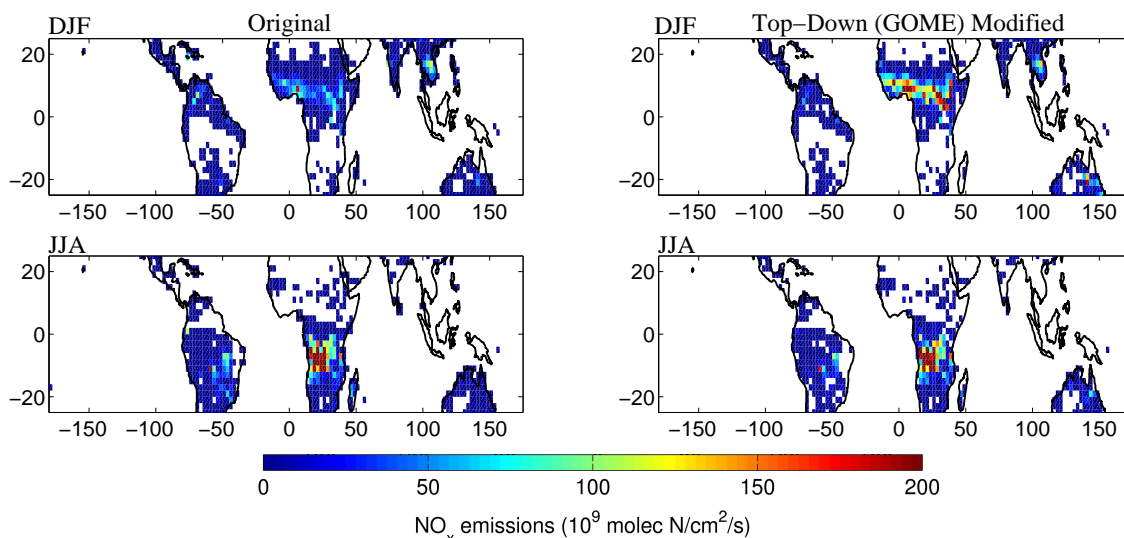 DJF Original DJF Top−Down (GOME) Modified
20
0
−20
−150 −100 −50 0 50 100 150
20
0
−20
−150 −100 −50 0 50 100 150
JJA
20
0
−20
−150 −100 −50 0 50 100 150
JJA
20
0
−20
−150 −100 −50 0 50 100 150
0 50 100 150 200
NOx emissions (10^9 molec N/cm^2/s)